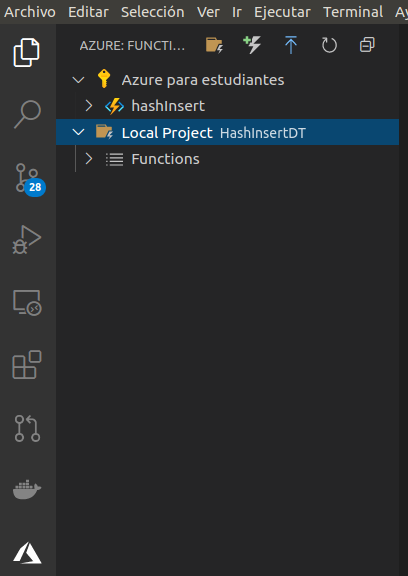 Archivo Editar Selección Ver Ir Ejecutar Terminal Ay
AZURE: FUNCTI...
Azure para estudiantes
hashInsert
Local Project HashInsertDT
Functions
28